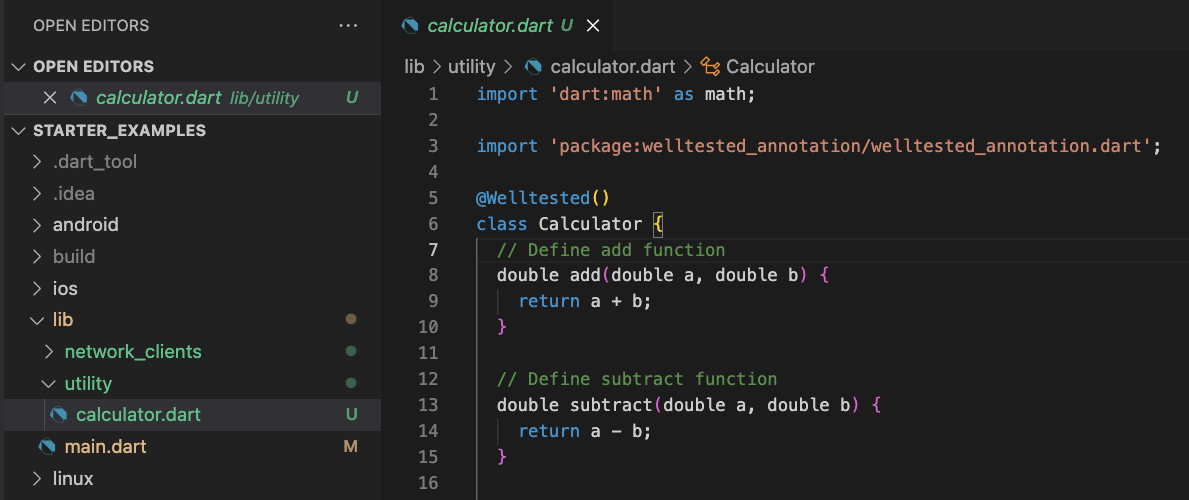 OPEN EDITORS ···
OPEN EDITORS
calculator.dart lib/utility U
STARTER_EXAMPLES
.dart_tool
.idea
android
build
ios
lib
network_clients
utility
calculator.dart U
main.dart M
linux
calculator.dart U
lib > utility > calculator.dart > Calculator
1 import 'dart:math' as math;
2
3 import 'package:welltested_annotation/welltested_annotation.dart';
4
5 @Welltested()
6 class Calculator {
7 // Define add function
8 double add(double a, double b) {
9 return a + b;
10 }
11
12 // Define subtract function
13 double subtract(double a, double b) {
14 return a - b;
15 }
16